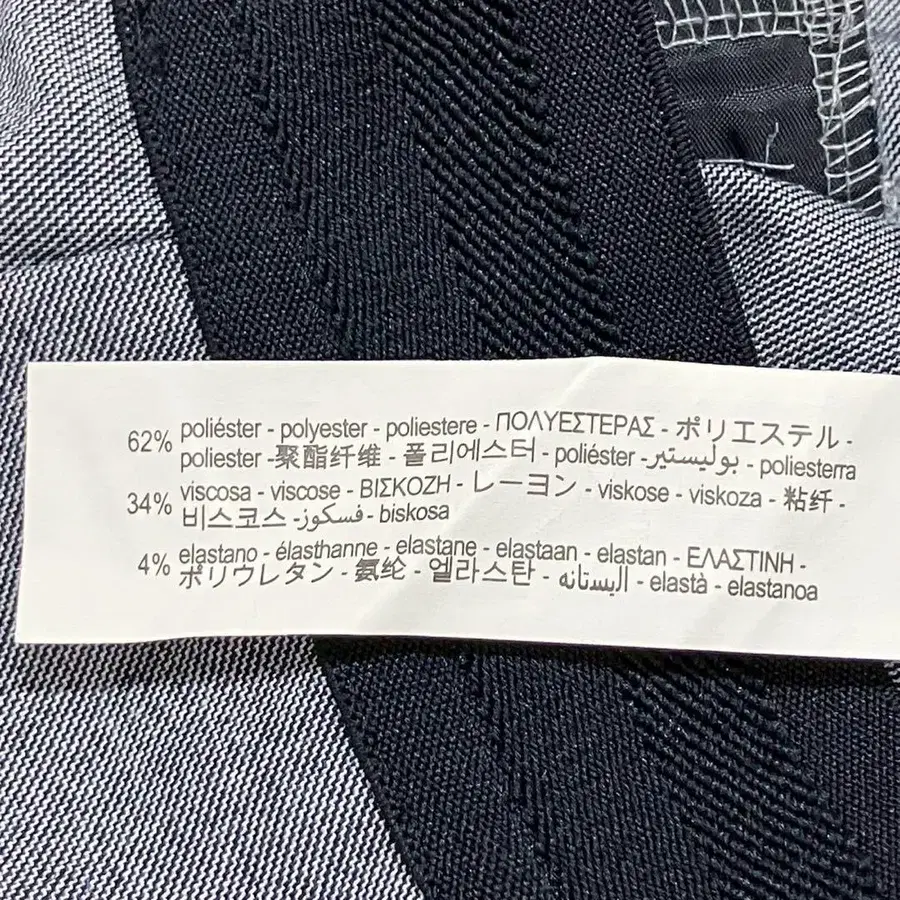 62% poliéster - polyester - poliestere - ΠΟΛΥΕΣΤΕΡΑΣ - ポリエステル -
poliester -聚酯纤维 - 폴리에스터 - poliéster - بوليستير - poliesterra
34% viscosa - viscose - ΒΙΣΚΟΖΗ - レーヨン - viskose - viskoza - 粘纤 -
비스코스 - فسكوز - biskosa
4% elastano - élasthanne - elastane - elastaan - elastan - ΕΛΑΣΤΙΝΗ -
ポリウレタン - 氨纶 - 엘라스탄 - اليستانه - elastà - elastanoa